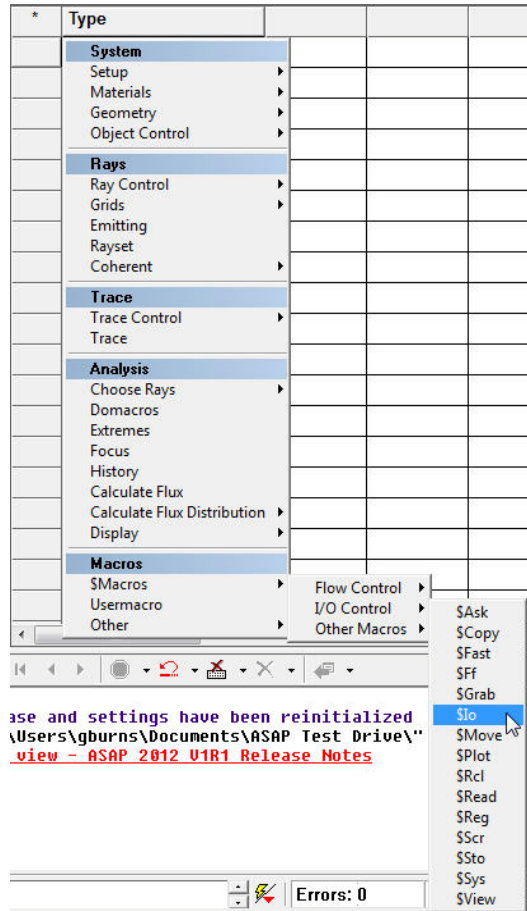 * Type
System
Setup
Materials
Geometry
Object Control
Rays
Ray Control
Grids
Emitting
Rayset
Coherent
Trace
Trace Control
Trace
Analysis
Choose Rays
Domacros
Extremes
Focus
History
Calculate Flux
Calculate Flux Distribution
Display
Macros
$Macros
Usermacro
Other
Flow Control
I/O Control
Other Macros
$Ask
$Copy
$Fast
$Ff
$Grab
$Io
$Move
$Plot
$Rcl
$Read
$Reg
$Scr
$Sto
$Sys
$View
ase and settings have been reinitialized
\Users\gburns\Documents\ASAP Test Drive\"
view - ASAP 2012 V1R1 Release Notes
Errors: 0